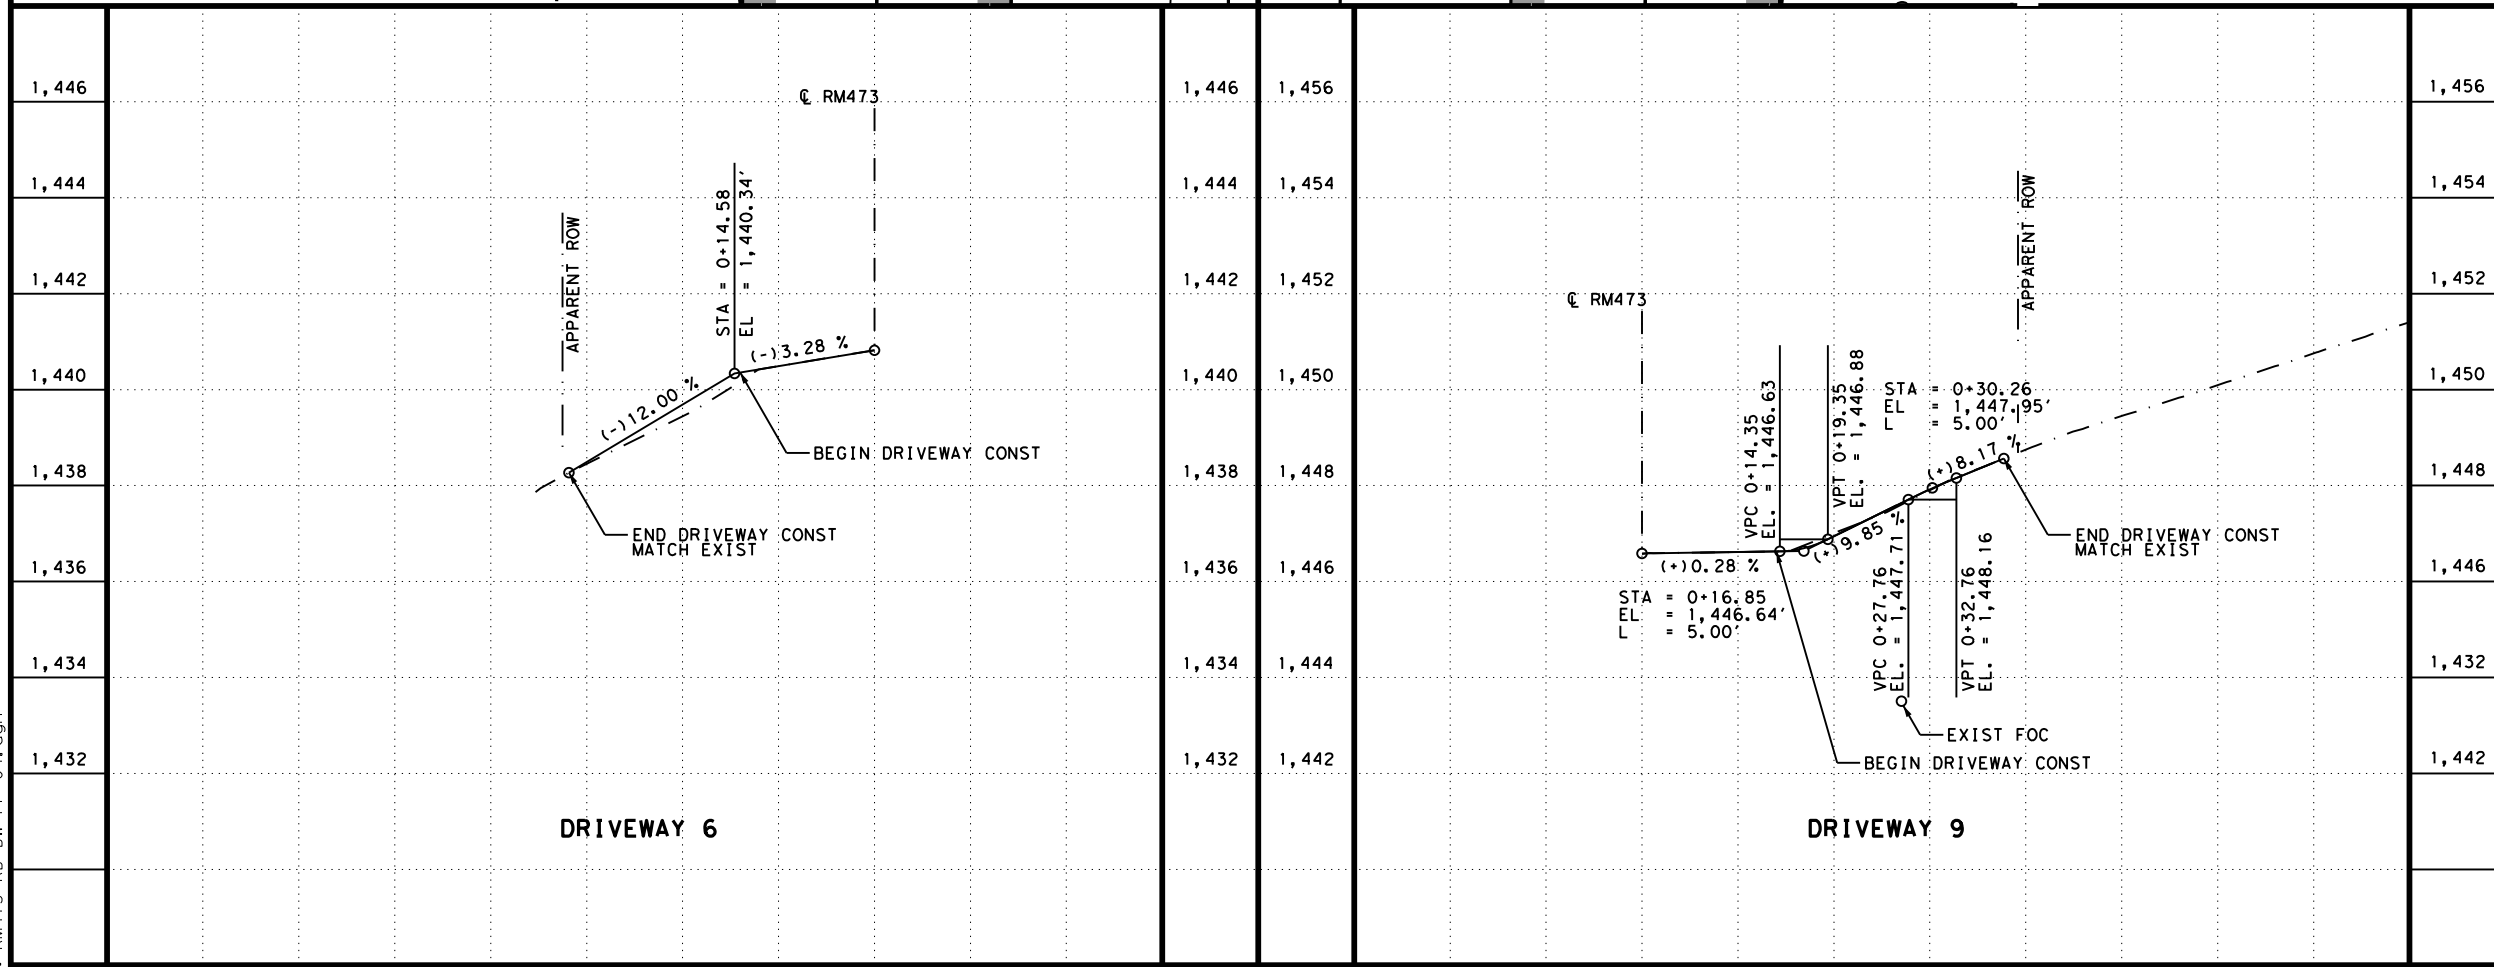 1,446
1,444
1,442
1,440
1,438
1,436
1,434
1,432
℄ RM473
APPARENT ROW
STA = 0+14.58
EL = 1,440.34'
(-)3.28 %
(-)12.00 %
BEGIN DRIVEWAY CONST
END DRIVEWAY CONST
MATCH EXIST
DRIVEWAY 6
1,446
1,444
1,442
1,440
1,438
1,436
1,434
1,432
1,456
1,454
1,452
1,450
1,448
1,446
1,444
1,442
℄ RM473
APPARENT ROW
VPC 0+14.35
EL. = 1,446.63
VPT 0+19.35
EL. = 1,446.88
STA = 0+30.26
EL = 1,447.95'
L = 5.00'
(+)8.17 %
(+)9.85 %
(+)0.28 %
STA = 0+16.85
EL = 1,446.64'
L = 5.00'
VPC 0+27.76
EL. = 1,447.71
VPT 0+32.76
EL. = 1,448.16
END DRIVEWAY CONST
MATCH EXIST
EXIST FOC
BEGIN DRIVEWAY CONST
DRIVEWAY 9
1,456
1,454
1,452
1,450
1,448
1,446
1,432
1,442